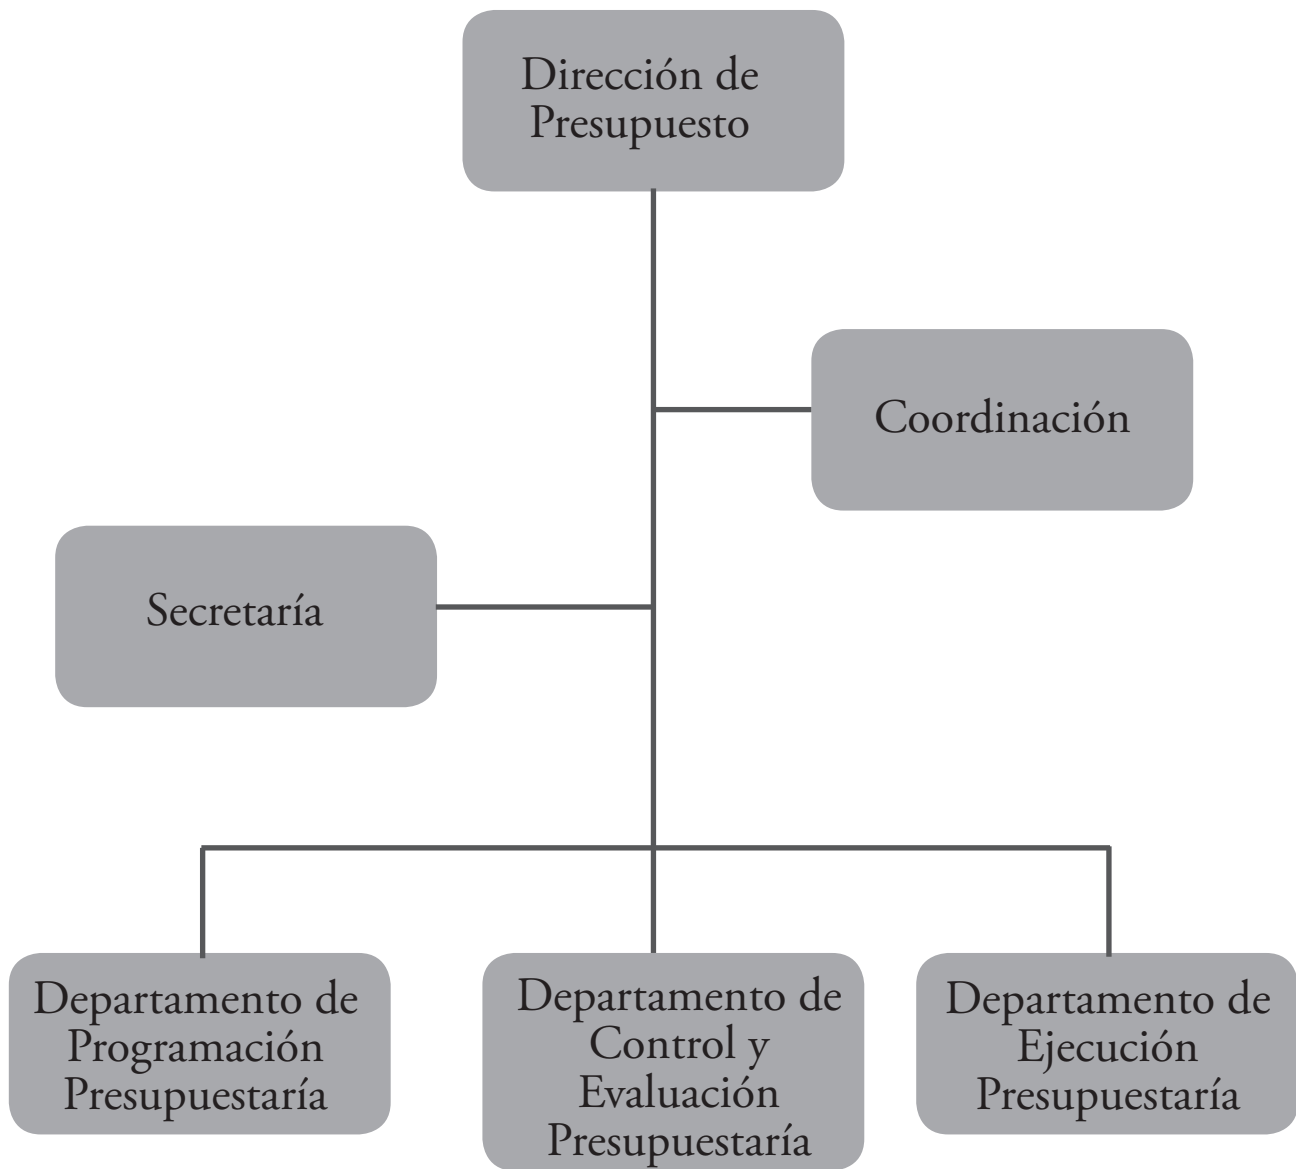 Dirección de
Presupuesto
Coordinación
Secretaría
Departamento de
Programación
Presupuestaría
Departamento de
Control y
Evaluación
Presupuestaría
Departamento de
Ejecución
Presupuestaría